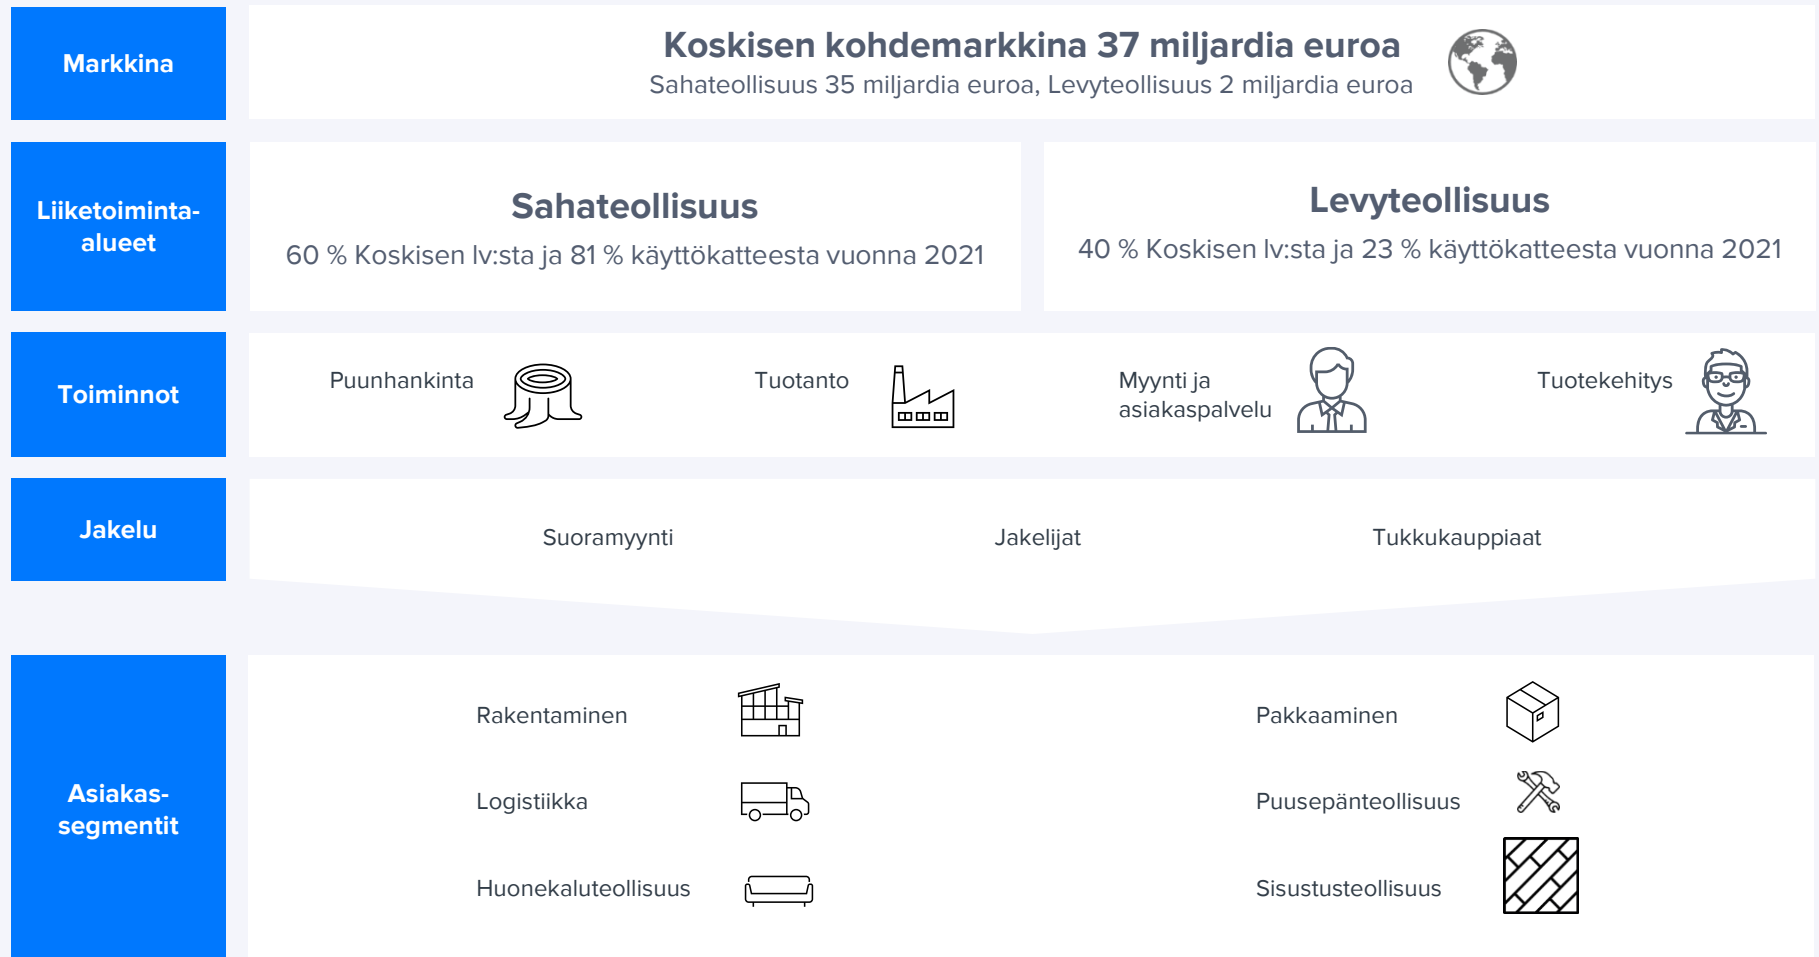 Markkina
Koskisen kohdemarkkina 37 miljardia euroa
Sahateollisuus 35 miljardia euroa, Levyteollisuus 2 miljardia euroa
Liiketoiminta-
alueet
Sahateollisuus
60 % Koskisen lv:sta ja 81 % käyttökatteesta vuonna 2021
Levyteollisuus
40 % Koskisen lv:sta ja 23 % käyttökatteesta vuonna 2021
Toiminnot
Puunhankinta
Tuotanto
Myynti ja
asiakaspalvelu
Tuotekehitys
Jakelu
Suoramyynti
Jakelijat
Tukkukauppiaat
Asiakas-
segmentit
Rakentaminen
Pakkaaminen
Logistiikka
Puusepänteollisuus
Huonekaluteollisuus
Sisustusteollisuus